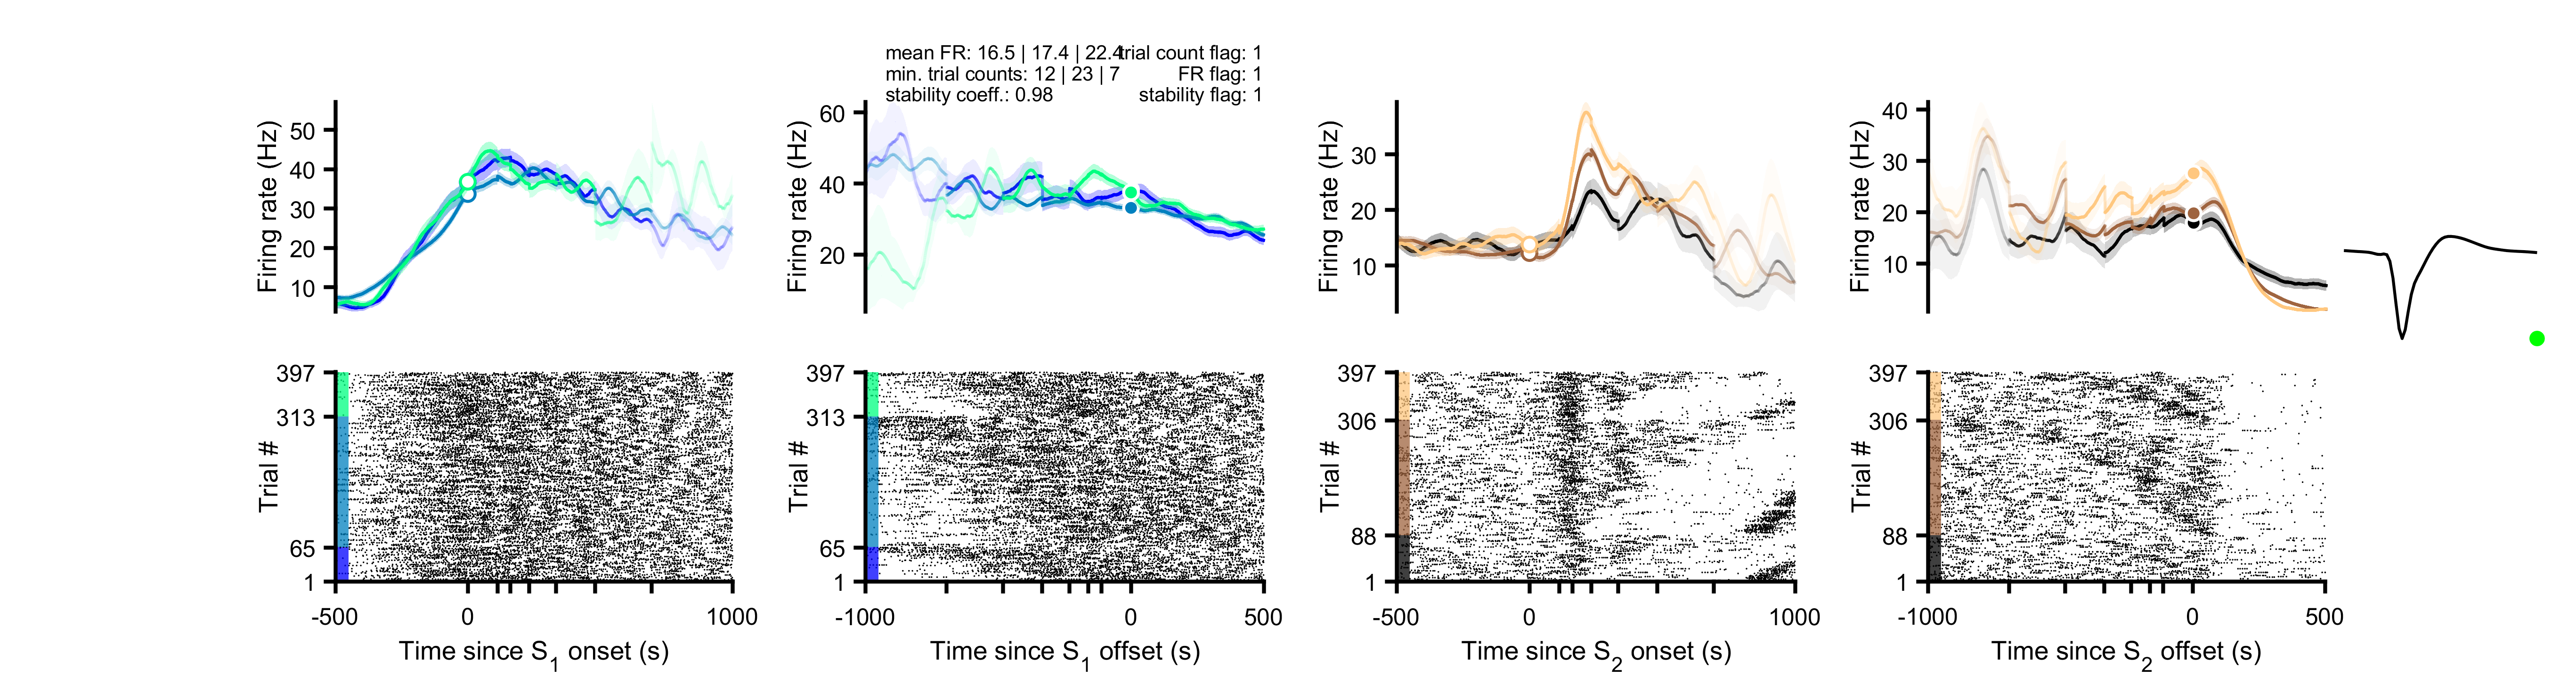 mean FR: 16.5 | 17.4 | 22.4
trial count flag: 1
min. trial counts: 12 | 23 | 7
FR flag: 1
stability coeff.: 0.98
stability flag: 1
Firing rate (Hz)
50
40
30
20
10
Firing rate (Hz)
60
40
20
Firing rate (Hz)
30
20
10
Firing rate (Hz)
40
30
20
10
Trial #
397
313
65
1
-500
0
1000
Time since S1 onset (s)
Trial #
397
313
65
1
-1000
0
500
Time since S1 offset (s)
Trial #
397
306
88
1
-500
0
1000
Time since S2 onset (s)
Trial #
397
306
88
1
-1000
0
500
Time since S2 offset (s)